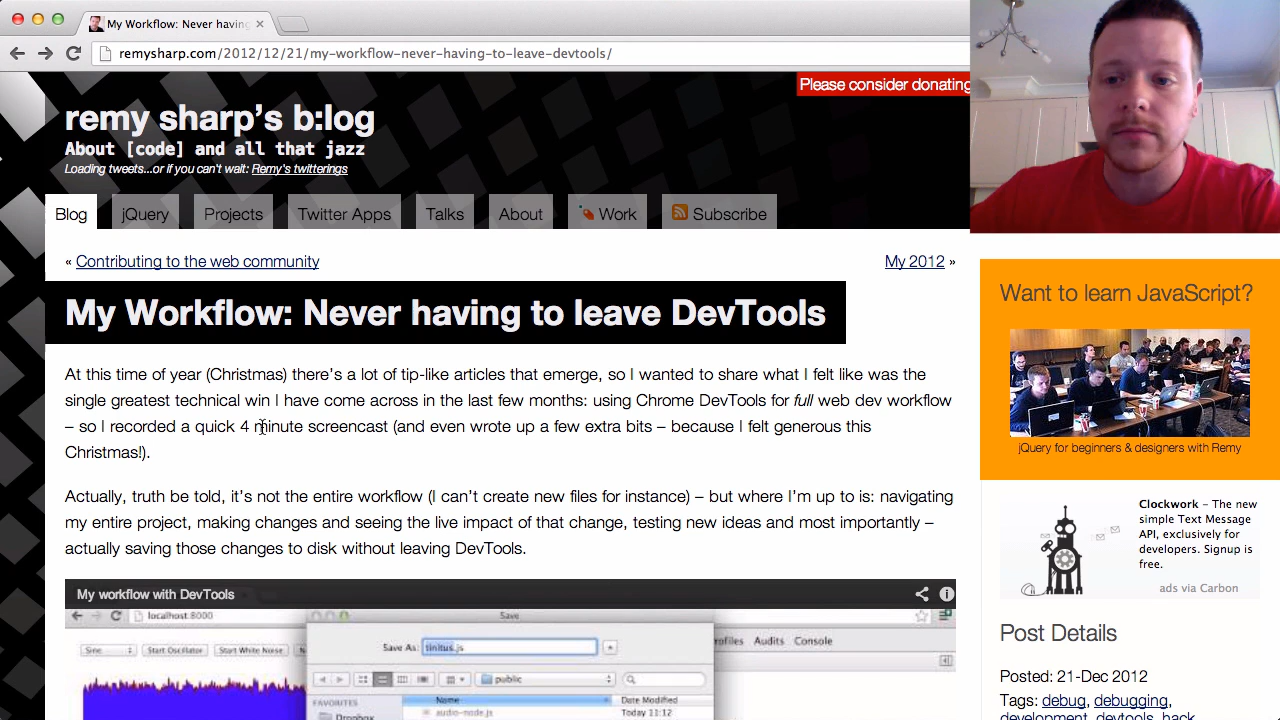 My Workflow: Never having
remysharp.com/2012/12/21/my-workflow-never-having-to-leave-devtools/
Please consider donating
remy sharp's b:log
About [code] and all that jazz
Loading tweets...or if you can't wait: Remy's twitterings
Blog jQuery Projects Twitter Apps Talks About Work Subscribe
« Contributing to the web community My 2012 »
My Workflow: Never having to leave DevTools
At this time of year (Christmas) there's a lot of tip-like articles that emerge, so I wanted to share what I felt like was the
single greatest technical win I have come across in the last few months: using Chrome DevTools for full web dev workflow
– so I recorded a quick 4 minute screencast (and even wrote up a few extra bits – because I felt generous this
Christmas!).
Actually, truth be told, it's not the entire workflow (I can't create new files for instance) – but where I'm up to is: navigating
my entire project, making changes and seeing the live impact of that change, testing new ideas and most importantly –
actually saving those changes to disk without leaving DevTools.
My workflow with DevTools
localhost:8000
Save
Sine Start Oscillator Start White Noise
Save As: tinitus.js
Audits Console
public
Name Date Modified
FAVORITES
Dropbox
audio-node.js Today 11:12
Want to learn JavaScript?
jQuery for beginners & designers with Remy
Clockwork – The new
simple Text Message
API, exclusively for
developers. Signup is
free.
ads via Carbon
Post Details
Posted: 21-Dec 2012
Tags: debug, debugging,
development, devtools, hack